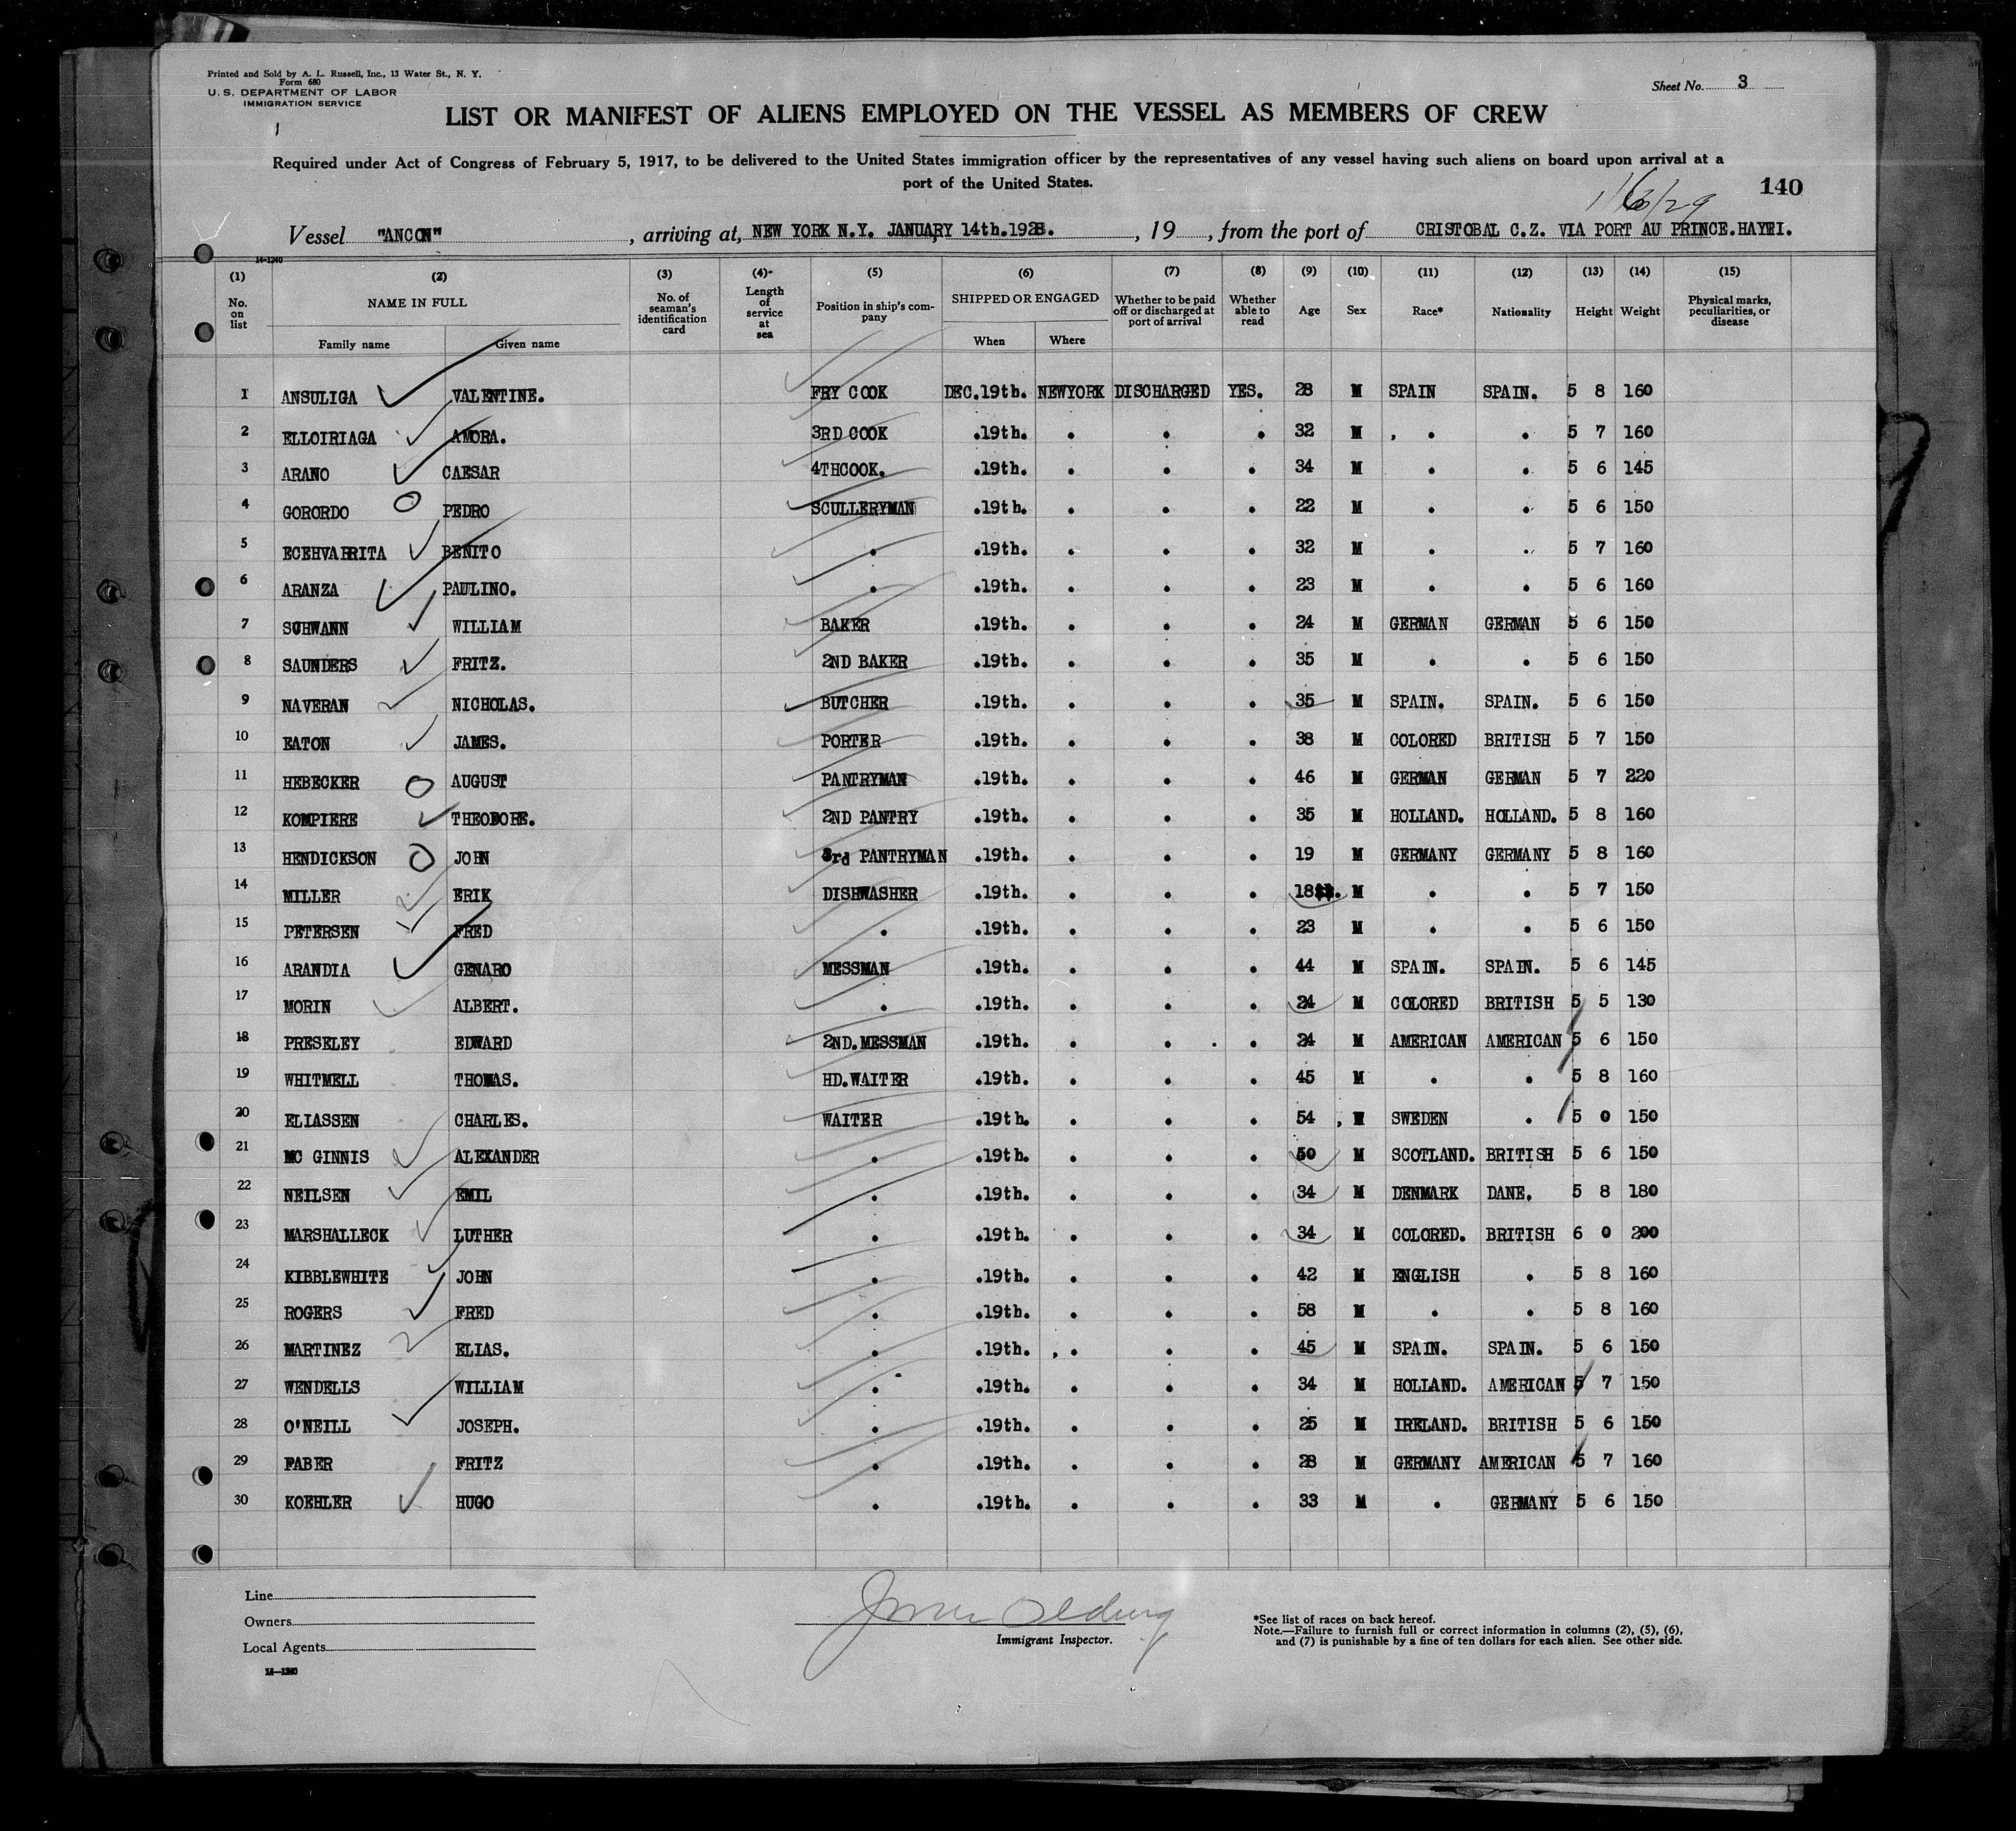 Printed and Sold by A. L. Russell, Inc., 13 Water St., N. Y.
Form 680
U. S. DEPARTMENT OF LABOR
IMMIGRATION SERVICE
Sheet No. 3
LIST OR MANIFEST OF ALIENS EMPLOYED ON THE VESSEL AS MEMBERS OF CREW
Required under Act of Congress of February 5, 1917, to be delivered to the United States immigration officer by the representatives of any vessel having such aliens on board upon arrival at a
port of the United States.
140
Vessel "ANCON", arriving at, NEW YORK N.Y. JANUARY 14th.1928., 19 , from the port of CRISTOBAL C.Z. VIA PORT AU PRINCE.HAYTI.
14-1240
(1) (2) (3) (4) (5) (6) (7) (8) (9) (10) (11) (12) (13) (14) (15)
No. on list NAME IN FULL No. of seaman's identification card Length of service at sea Position in ship's company SHIPPED OR ENGAGED Whether to be paid off or discharged at port of arrival Whether able to read Age Sex Race* Nationality Height Weight Physical marks, peculiarities, or disease
Family name Given name When Where
1 ANSULIGA VALENTINE. FRY COOK DEC.19th. NEWYORK DISCHARGED YES. 28 M SPAIN SPAIN. 5 8 160
2 ELLOIRIAGA AMORA. 3RD COOK .19th. . . . 32 M . . 5 7 160
3 ARANO CAESAR 4THCOOK. .19th. . . . 34 M . . 5 6 145
4 GORORDO PEDRO SCULLERYMAN .19th. . . . 22 M . . 5 6 150
5 ECEHVARRITA BENITO . .19th. . . . 32 M . . 5 7 160
6 ARANZA PAULINO. . .19th. . . . 23 M . . 5 6 160
7 SCHWANN WILLIAM BAKER .19th. . . . 24 M GERMAN GERMAN 5 6 150
8 SAUNDERS FRITZ. 2ND BAKER .19th. . . . 35 M . . 5 6 150
9 NAVERAN NICHOLAS. BUTCHER .19th. . . . 35 M SPAIN. SPAIN. 5 6 150
10 EATON JAMES. PORTER .19th. . . . 38 M COLORED BRITISH 5 7 150
11 HEBECKER AUGUST PANTRYMAN .19th. . . . 46 M GERMAN GERMAN 5 7 220
12 KOMPIERE THEODORE. 2ND PANTRY .19th. . . . 35 M HOLLAND. HOLLAND. 5 8 160
13 HENDICKSON JOHN 3rd PANTRYMAN .19th. . . . 19 M GERMANY GERMANY 5 8 160
14 MILLER ERIK DISHWASHER .19th. . . . 18 M . . 5 7 150
15 PETERSEN FRED . .19th. . . . 23 M . . 5 6 150
16 ARANDIA GENARO MESSMAN .19th. . . . 44 M SPAIN. SPAIN. 5 6 145
17 MORIN ALBERT. . .19th. . . . 24 M COLORED BRITISH 5 5 130
18 PRESELEY EDWARD 2ND.MESSMAN .19th. . . . 24 M AMERICAN AMERICAN 5 6 150
19 WHITMELL THOMAS. HD.WAITER .19th. . . . 45 M . . 5 8 160
20 ELIASSEN CHARLES. WAITER .19th. . . . 54 M SWEDEN . 5 0 150
21 MC GINNIS ALEXANDER . .19th. . . . 50 M SCOTLAND. BRITISH 5 6 150
22 NEILSEN EMIL . .19th. . . . 34 M DENMARK DANE. 5 8 180
23 MARSHALLECK LUTHER . .19th. . . . 34 M COLORED. BRITISH 6 0 200
24 KIBBLEWHITE JOHN . .19th. . . . 42 M ENGLISH . 5 8 160
25 ROGERS FRED . .19th. . . . 58 M . . 5 8 160
26 MARTINEZ ELIAS. . .19th. . . . 45 M SPAIN. SPAIN. 5 6 150
27 WENDELLS WILLIAM . .19th. . . . 34 M HOLLAND. AMERICAN 5 7 150
28 O'NEILL JOSEPH. . .19th. . . . 25 M IRELAND. BRITISH 5 6 150
29 FABER FRITZ . .19th. . . . 28 M GERMANY AMERICAN 5 7 160
30 KOEHLER HUGO . .19th. . . . 33 M . GERMANY 5 6 150
Line
Owners
Local Agents
14—1240
Immigrant Inspector.
*See list of races on back hereof.
Note.—Failure to furnish full or correct information in columns (2), (5), (6),
and (7) is punishable by a fine of ten dollars for each alien. See other side.